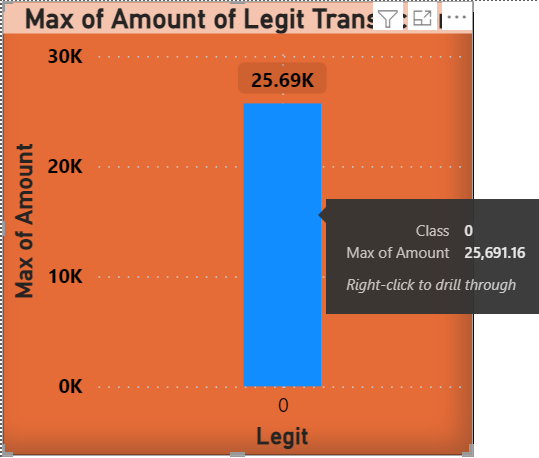 Max of Amount of Legit
30K
25.69K
20K
10K
0K
Max of Amount
Class 0
Max of Amount 25,691.16
Right-click to drill through
0
Legit